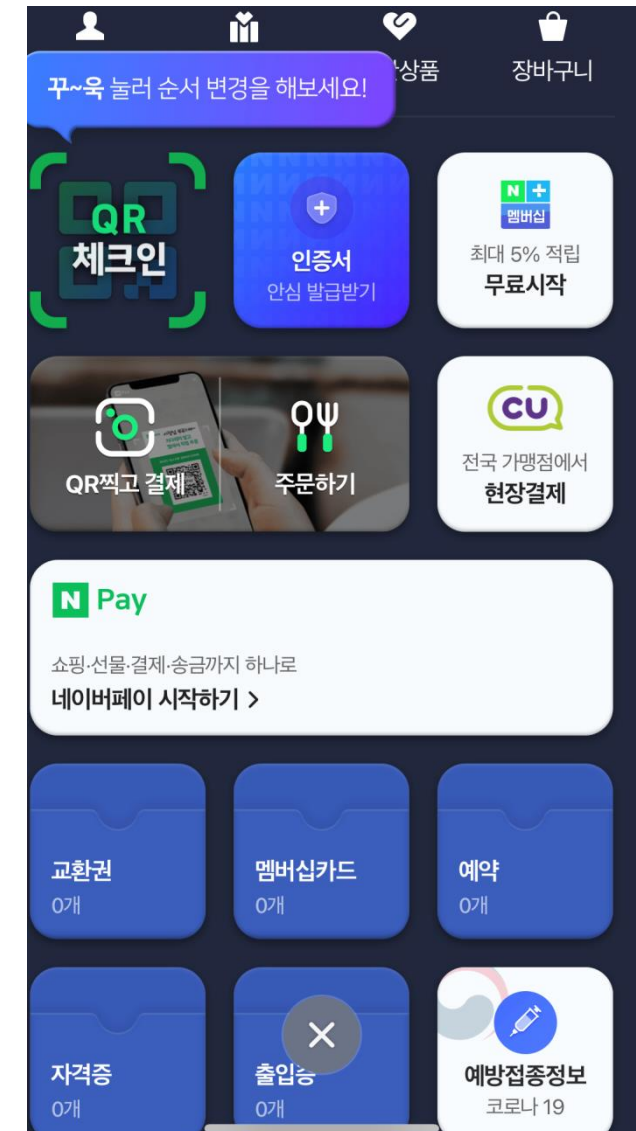 상품
장바구니
꾸~욱 눌러 순서 변경을 해보세요!
QR
체크인
인증서
안심 발급받기
N +
멤버십
최대 5% 적립
무료시작
QR찍고 결제
주문하기
CU
전국 가맹점에서
현장결제
N Pay
쇼핑·선물·결제·송금까지 하나로
네이버페이 시작하기 >
교환권
0개
멤버십카드
0개
예약
0개
자격증
0개
출입증
0개
예방접종정보
코로나 19